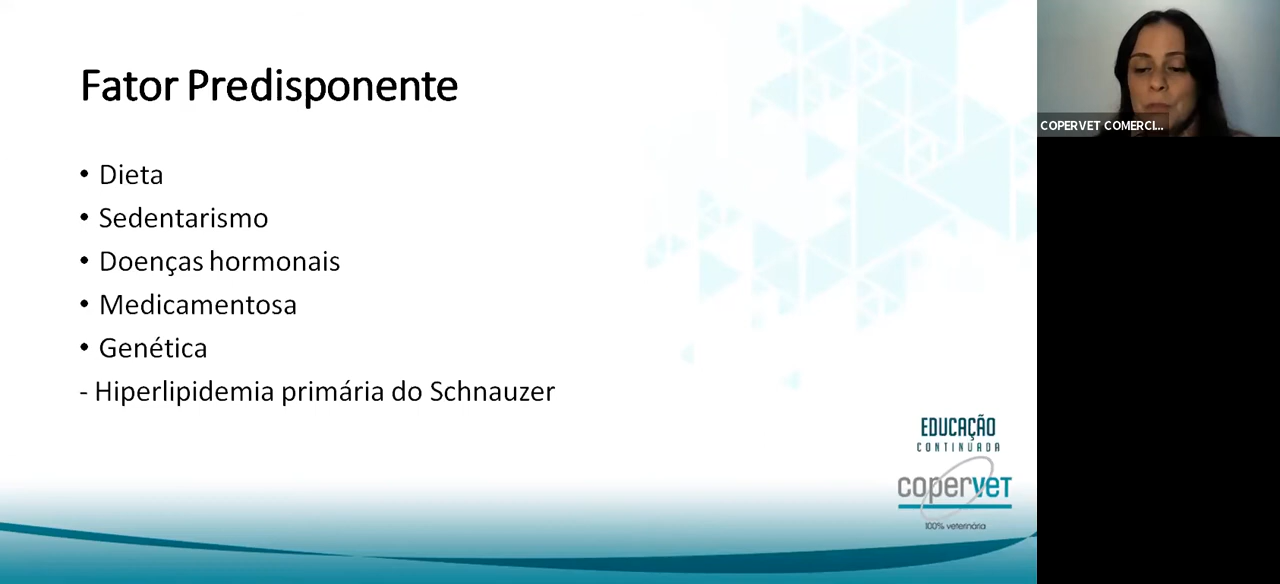 Fator Predisponente
• Dieta
• Sedentarismo
• Doenças hormonais
• Medicamentosa
• Genética
- Hiperlipidemia primária do Schnauzer
EDUCAÇÃO
CONTINUADA
copervet
100% veterinária
COPERVET COMERCI...